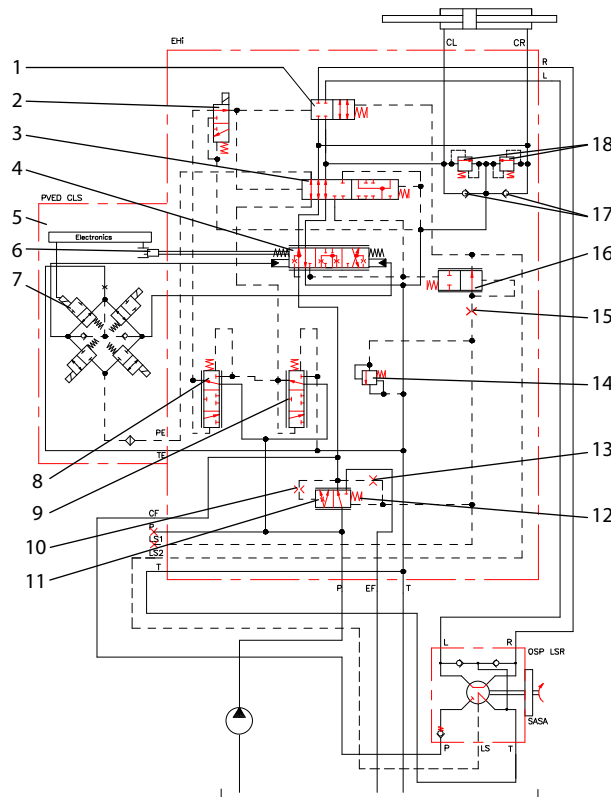 EHi
CL CR
R
L
1
2
3
4
PVED CLS
5
Electronics
6
7
18
17
16
15
14
PE
TE
8
9
10
11
13
12
CF
P
LS1
LS2
T
P EF T
L R
OSP LSR
SASA
P LS T